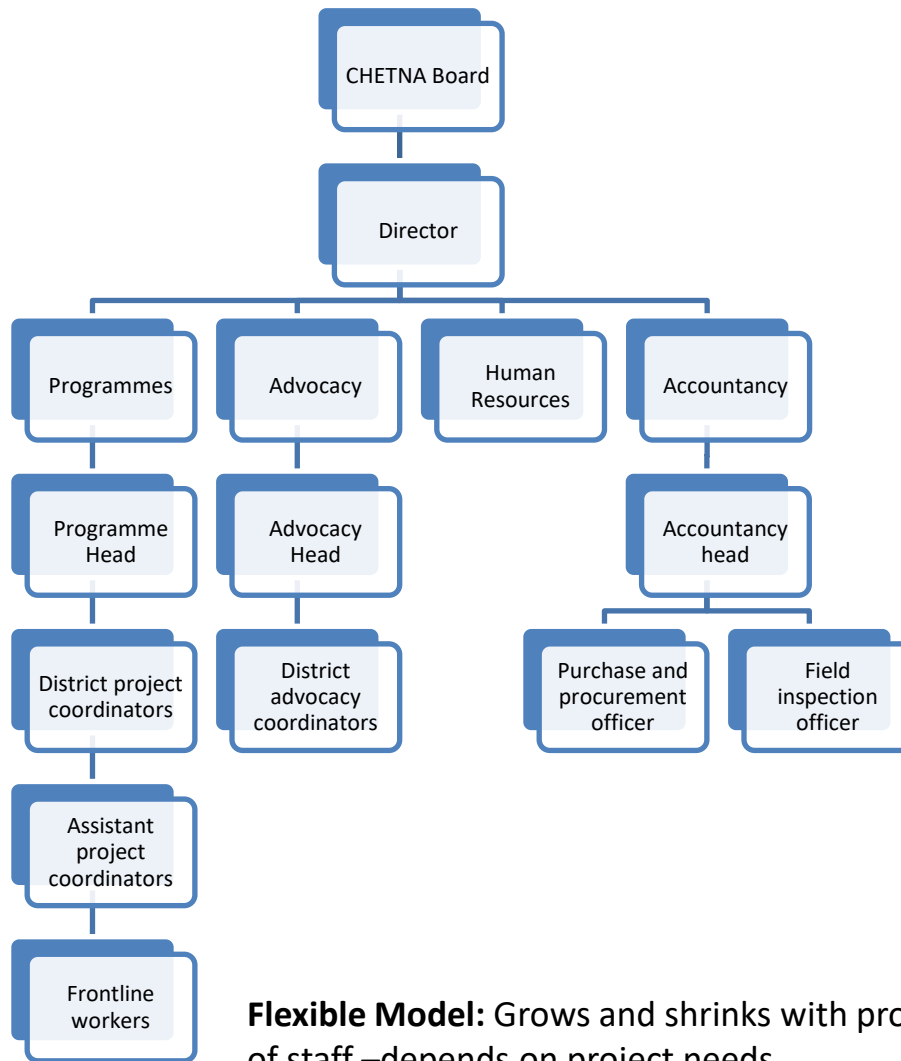 CHETNA Board
Director
Programmes
Advocacy
Human
Resources
Accountancy
Programme
Head
Advocacy
Head
Accountancy
head
District project
coordinators
District
advocacy
coordinators
Purchase and
procurement
officer
Field
inspection
officer
Assistant
project
coordinators
Frontline
workers
Flexible Model: Grows and shrinks with
of staff –depends on project needs